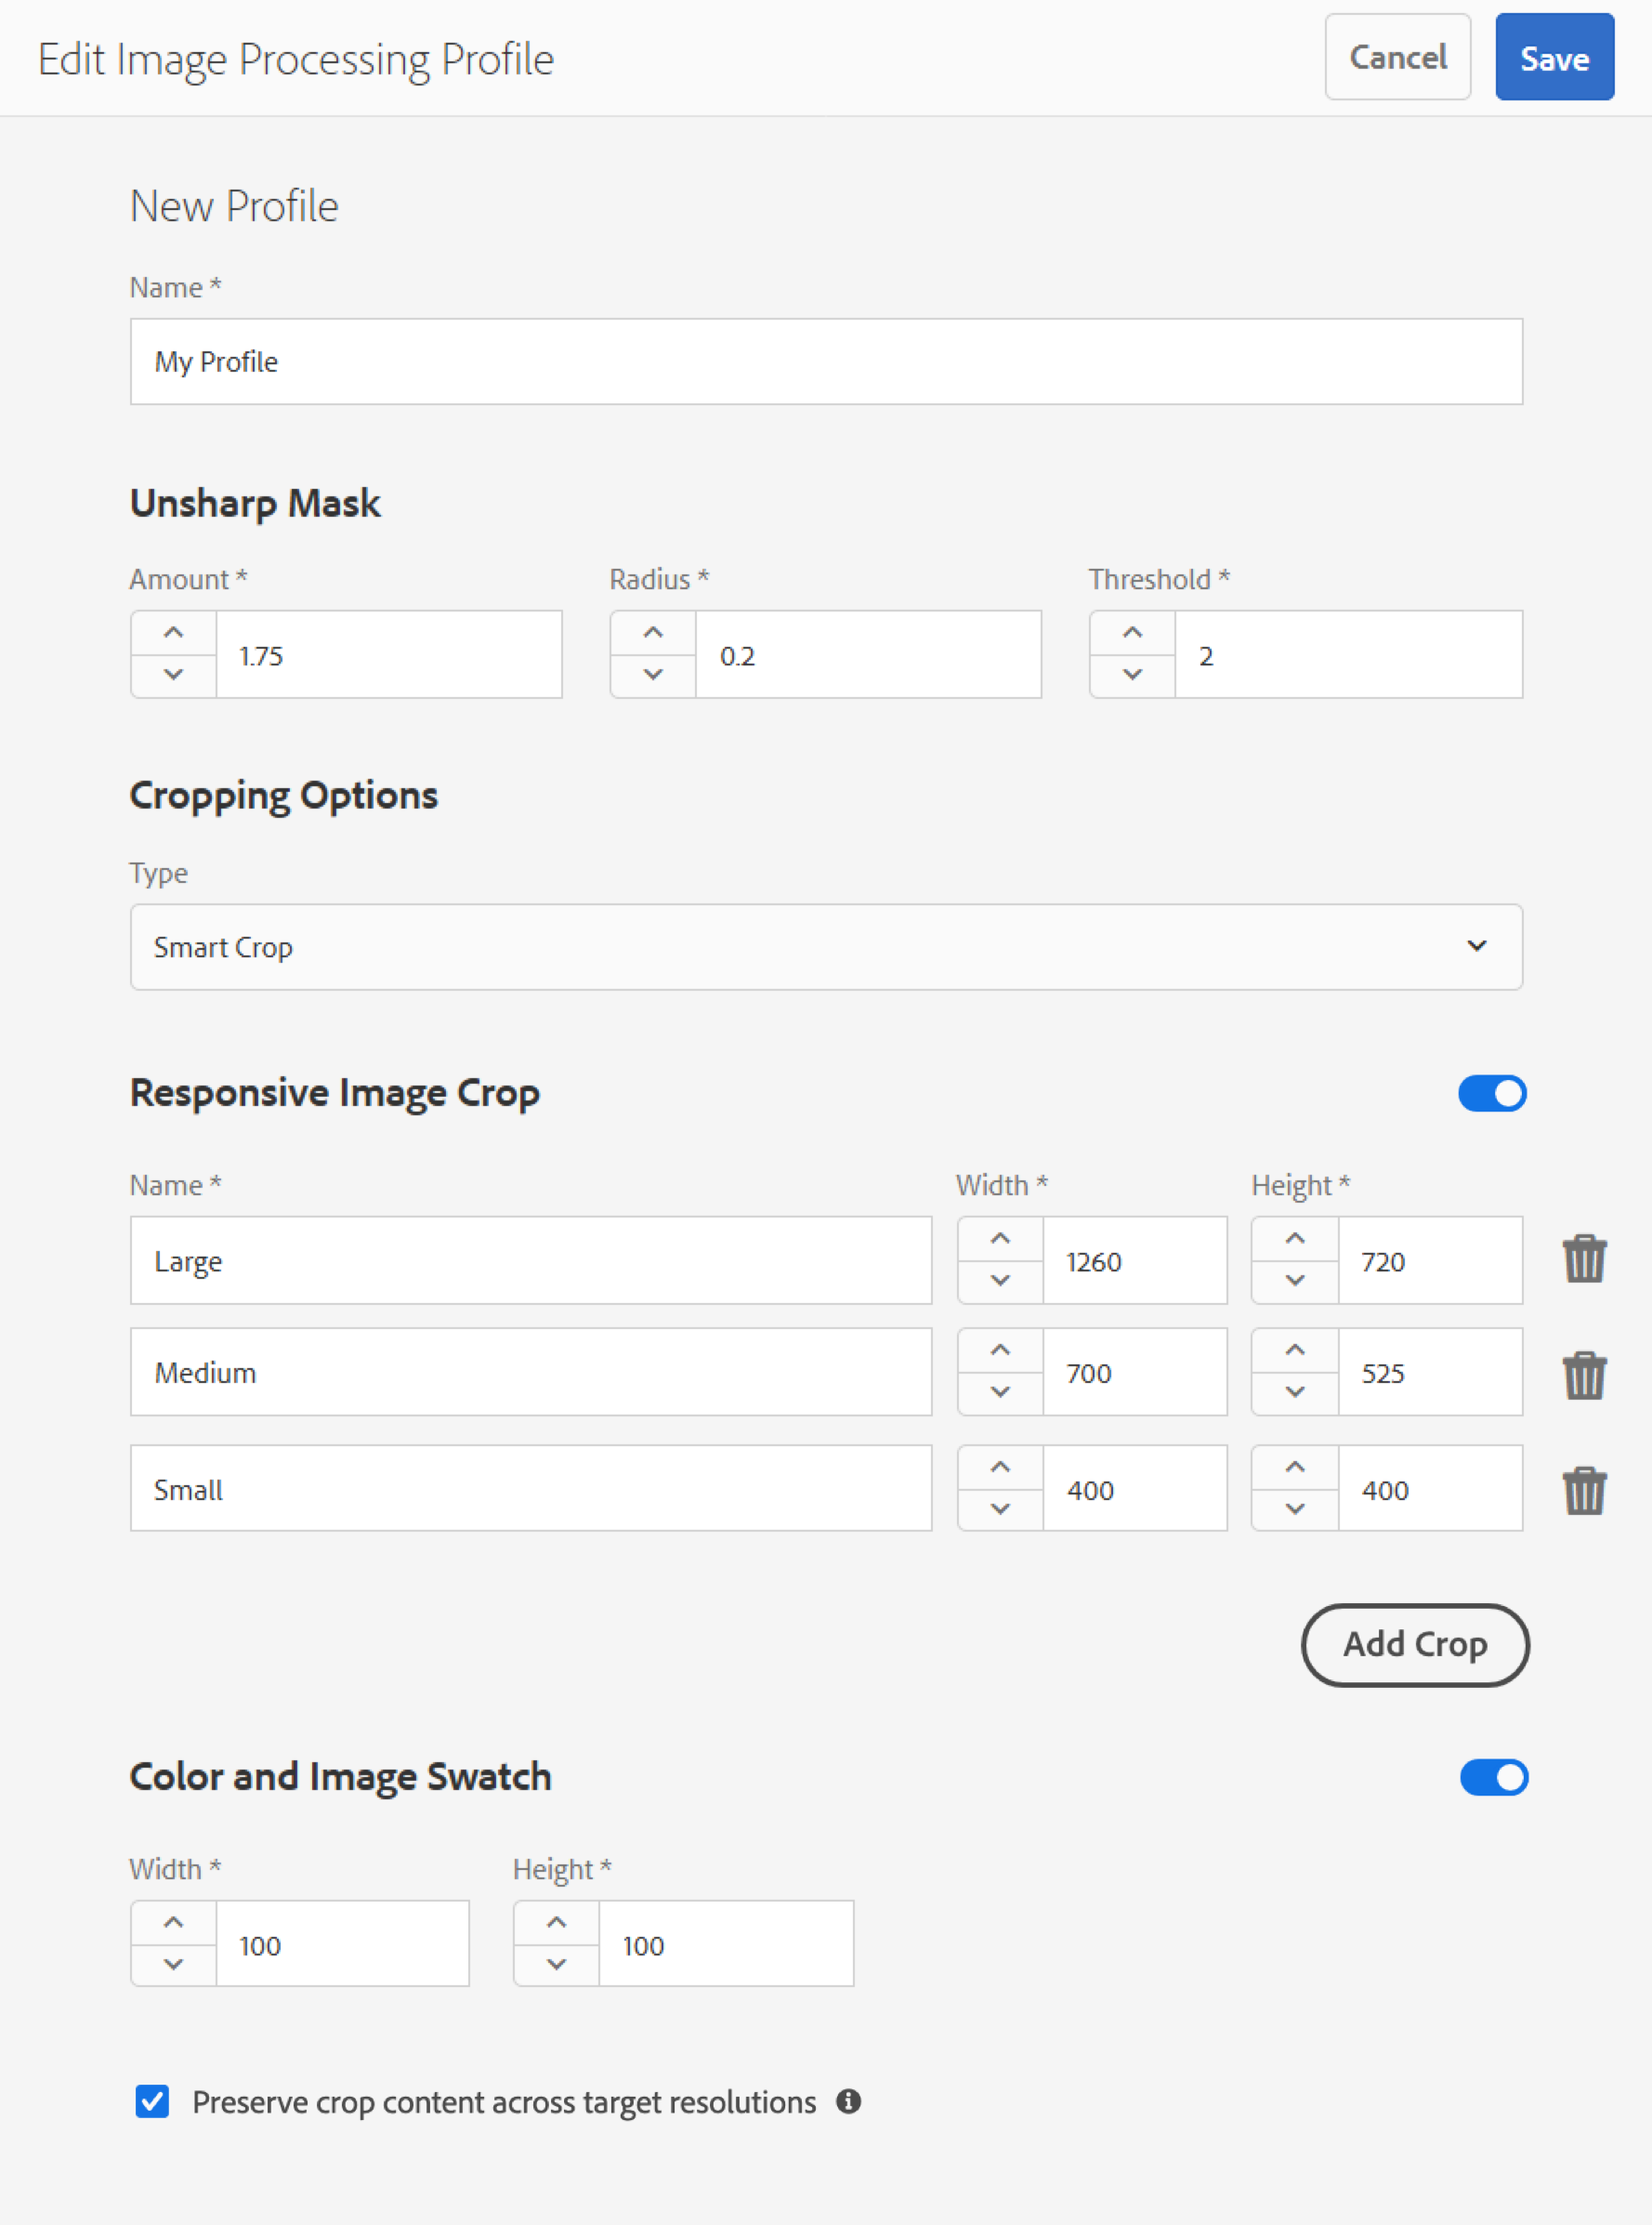 Edit Image Processing Profile
Cancel
Save
New Profile
Name *
My Profile
Unsharp Mask
Amount * Radius * Threshold *
1.75 0.2 2
Cropping Options
Type
Smart Crop
Responsive Image Crop
Name * Width * Height *
Large 1260 720
Medium 700 525
Small 400 400
Add Crop
Color and Image Swatch
Width * Height *
100 100
Preserve crop content across target resolutions